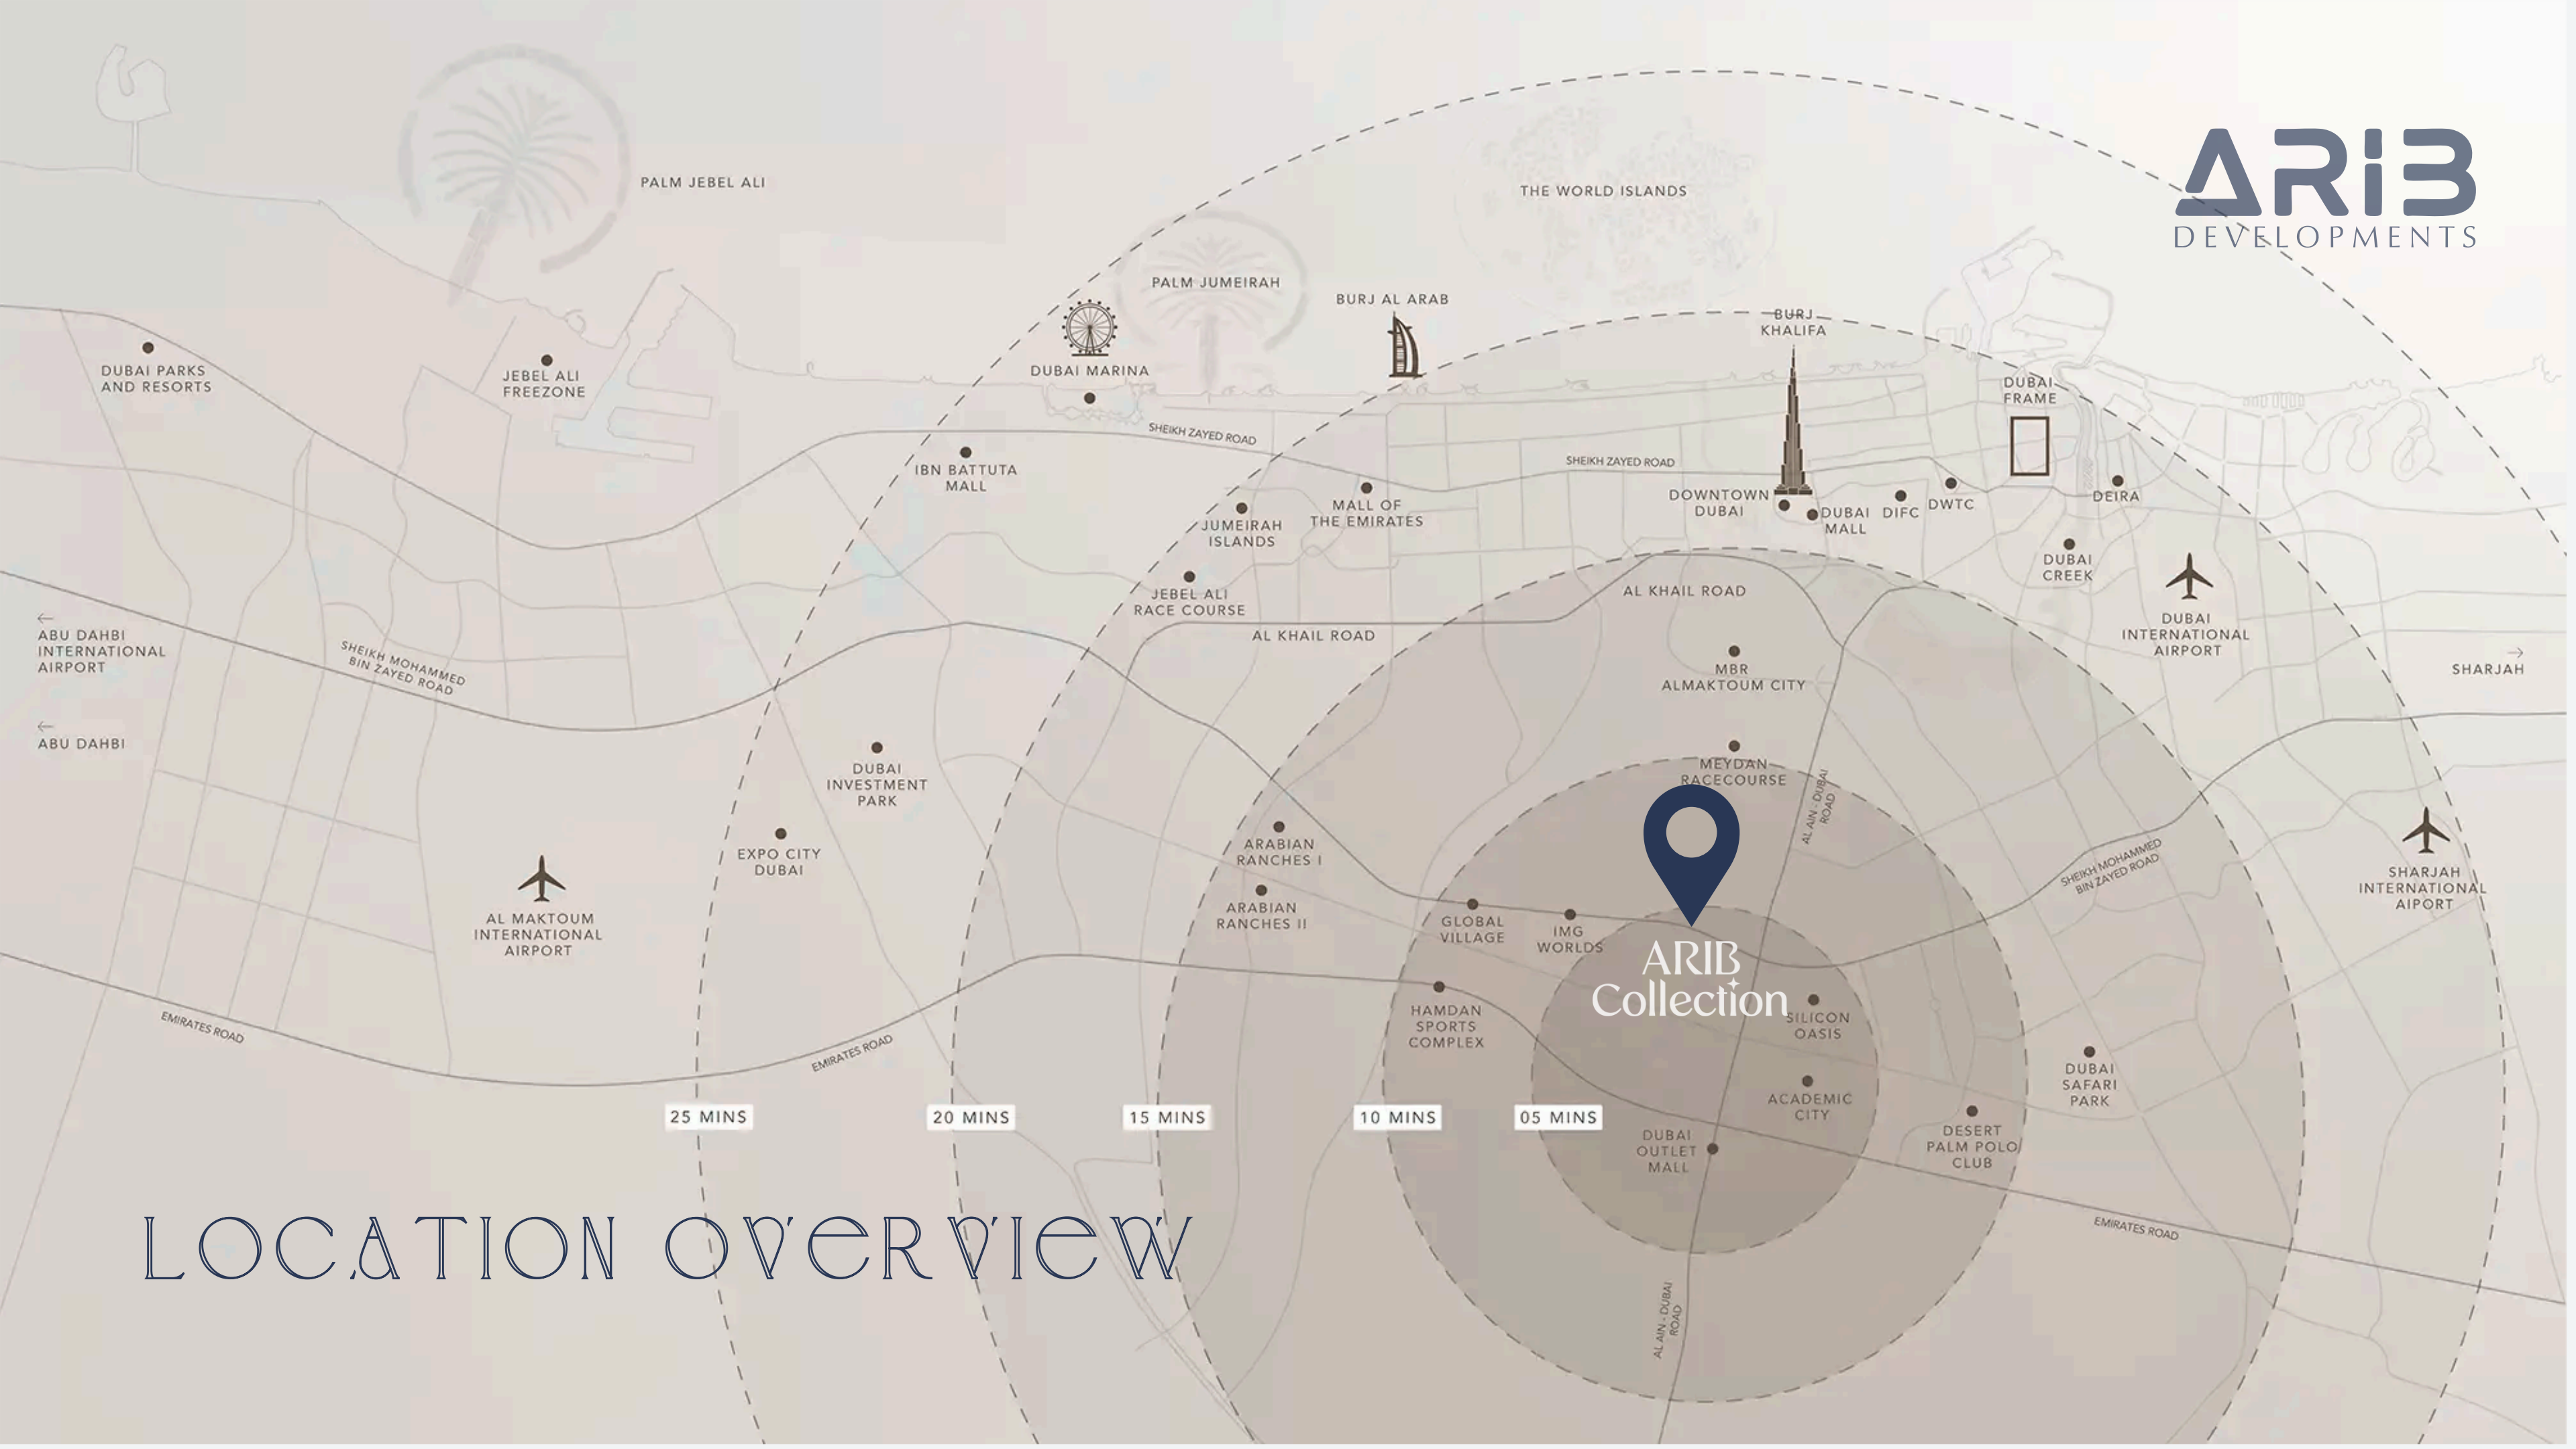 ARIB
DEVELOPMENTS
PALM JEBEL ALI
THE WORLD ISLANDS
PALM JUMEIRAH
BURJ AL ARAB
BURJ
KHALIFA
DUBAI PARKS
AND RESORTS
JEBEL ALI
FREEZONE
DUBAI MARINA
DUBAI
FRAME
SHEIKH ZAYED ROAD
SHEIKH ZAYED ROAD
IBN BATTUTA
MALL
JUMEIRAH
ISLANDS
MALL OF
THE EMIRATES
DOWNTOWN
DUBAI
DUBAI
MALL
DIFC
DWTC
DEIRA
DUBAI
CREEK
JEBEL ALI
RACE COURSE
AL KHAIL ROAD
AL KHAIL ROAD
DUBAI
INTERNATIONAL
AIRPORT
←
ABU DAHBI
INTERNATIONAL
AIRPORT
SHEIKH MOHAMMED
BIN ZAYED ROAD
→
SHARJAH
MBR
ALMAKTOUM CITY
←
ABU DAHBI
DUBAI
INVESTMENT
PARK
MEYDAN
RACECOURSE
AL AIN - DUBAI
ROAD
EXPO CITY
DUBAI
ARABIAN
RANCHES I
ARABIAN
RANCHES II
SHEIKH MOHAMMED
BIN ZAYED ROAD
SHARJAH
INTERNATIONAL
AIPORT
AL MAKTOUM
INTERNATIONAL
AIRPORT
GLOBAL
VILLAGE
IMG
WORLDS
ARIB
Collection
HAMDAN
SPORTS
COMPLEX
SILICON
OASIS
EMIRATES ROAD
EMIRATES ROAD
DUBAI
SAFARI
PARK
ACADEMIC
CITY
25 MINS
20 MINS
15 MINS
10 MINS
05 MINS
DUBAI
OUTLET
MALL
DESERT
PALM POLO
CLUB
EMIRATES ROAD
LOCATION OVERVIEW
AL AIN - DUBAI
ROAD